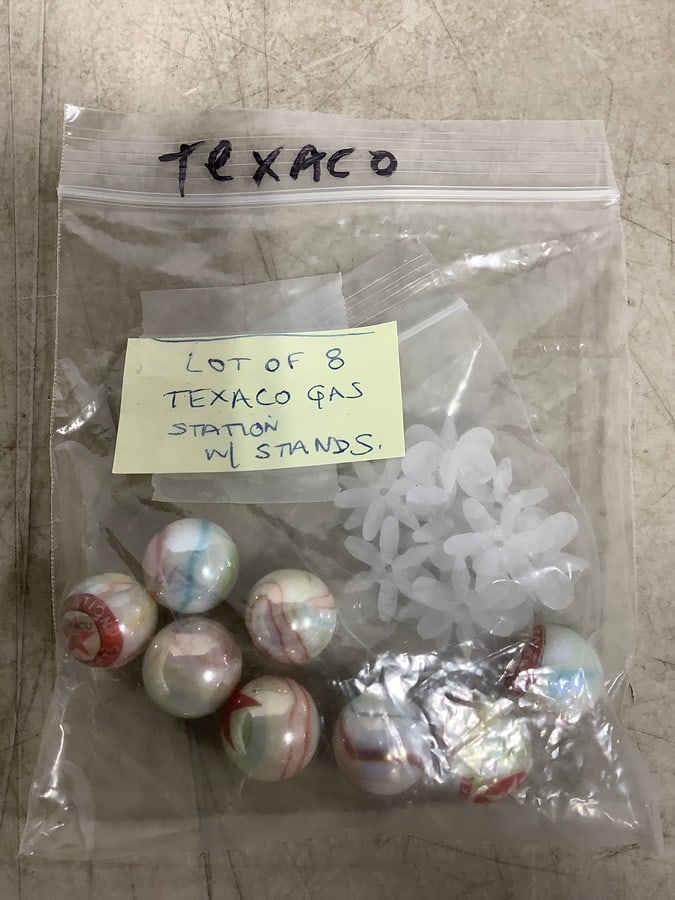 TeXACO
LOT OF 8
TEXACO GAS
STATION
W/ STANDS.